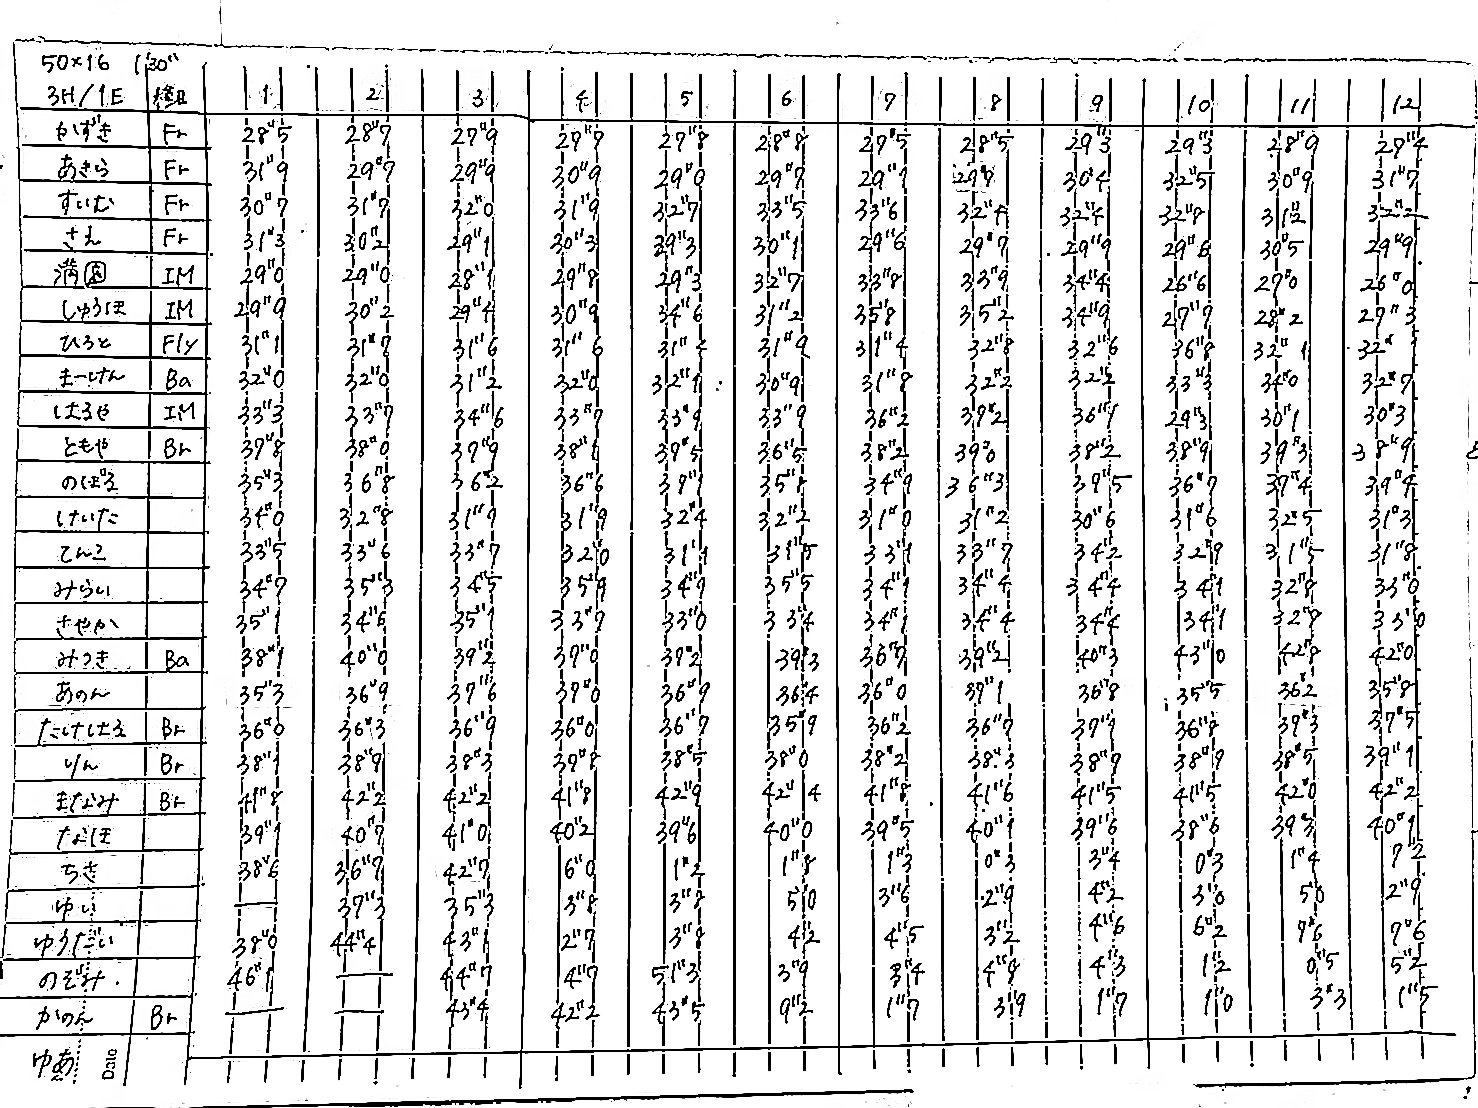 50×16 1'30"
3H/1E 種目 1 2 3 4 5 6 7 8 9 10 11 12
かずき Fr 28"5 28"7 27"9 27"7 27"8 28"8 27"5 28"5 29"3 29"3 28"9 28"4
あきら Fr 31"9 29"7 29"9 30"9 29"0 29"7 29"1 30"4 32"5 30"9 31"7
すいむ Fr 30"7 31"7 32"0 31"9 32"7 33"5 33"6 32"4 32"4 32"8 31"2 32"2
さえ Fr 31"3 30"2 29"1 30"3 29"3 30"1 29"6 29"7 29"9 29"6 30"5 29"9
溝園 IM 29"0 29"0 28"1 29"8 29"3 32"7 33"8 33"9 34"4 26"6 27"0 26"0
しゅうほ IM 29"9 30"2 29"4 30"9 34"6 31"2 35"8 35"2 34"9 27"7 28"2 27"3
ひろと Fly 31"1 31"7 31"6 31"6 31"4 31"9 31"4 32"8 32"6 36"8 32"1 32"
まーけん Ba 32"0 32"0 31"2 32"0 32"1 30"9 31"8 32"2 32"2 33"3 34"0 32"7
はるや IM 33"3 33"7 34"6 33"7 33"9 33"9 36"2 37"2 36"1 29"3 30"1 30"3
ともや Br 37"8 38"0 37"9 38"1 37"5 36"5 38"2 39"0 38"2 38"9 39"3 38"9
のぼる 35"3 36"8 36"2 36"6 37"1 35"8 34"9 36"3 37"5 36"7 37"4 39"4
けいた 34"0 32"8 31"9 31"9 32"4 32"2 31"0 31"2 30"6 31"6 32"5 31"3
てんこ 33"5 33"6 33"7 32"0 31"1 31"5 33"1 33"7 34"2 32"9 31"5 31"8
みらい 34"7 35"3 34"5 35"9 34"9 35"5 34"1 34"4 34"4 34"1 32"8 33"0
さやか 35"1 34"6 35"1 33"7 33"0 33"4 34"1 34"4 34"4 34"1 32"8 33"0
みつき Ba 38"1 40"0 39"2 37"0 37"2 39"3 36"9 39"2 40"3 43"0 42"8 42"0
あのん 35"3 36"9 37"6 37"0 36"9 36"4 36"0 37"1 36"8 35"5 36"2 35"8
たけはる Br 36"0 36"3 36"9 36"0 36"7 35"9 36"2 36"7 37"1 36"8 37"3 37"5
りん Br 38"1 38"9 38"3 39"8 38"5 38"0 38"2 38"3 38"7 38"9 38"5 39"1
まなみ Br 41"8 42"2 42"2 41"8 42"9 42"4 41"8 41"6 41"5 41"5 42"0 42"2
なほ 39"1 40"7 41"0 40"2 39"6 40"0 39"5 40"1 39"6 38"6 39"3 40"1
ちさ 38"6 36"7 42"7 6"0 1"2 1"8 1"3 0"3 3"4 0"3 1"4 7"2
ゆい — 37"3 35"3 3"8 3"8 5"0 3"6 2"9 4"2 3"0 5"0 2"9
ゆうだい 38"0 44"4 43"1 2"7 3"8 4"2 4"5 3"2 4"6 6"2 7"6 7"6
のぞみ. 46"1 — 44"7 4"7 51"3 3"9 3"4 4"8 4"3 1"2 0"5 5"2
かのん Br — — 43"4 42"2 43"5 9"2 1"7 3"9 1"7 1"0 3"3 1"5
ゆあ Date